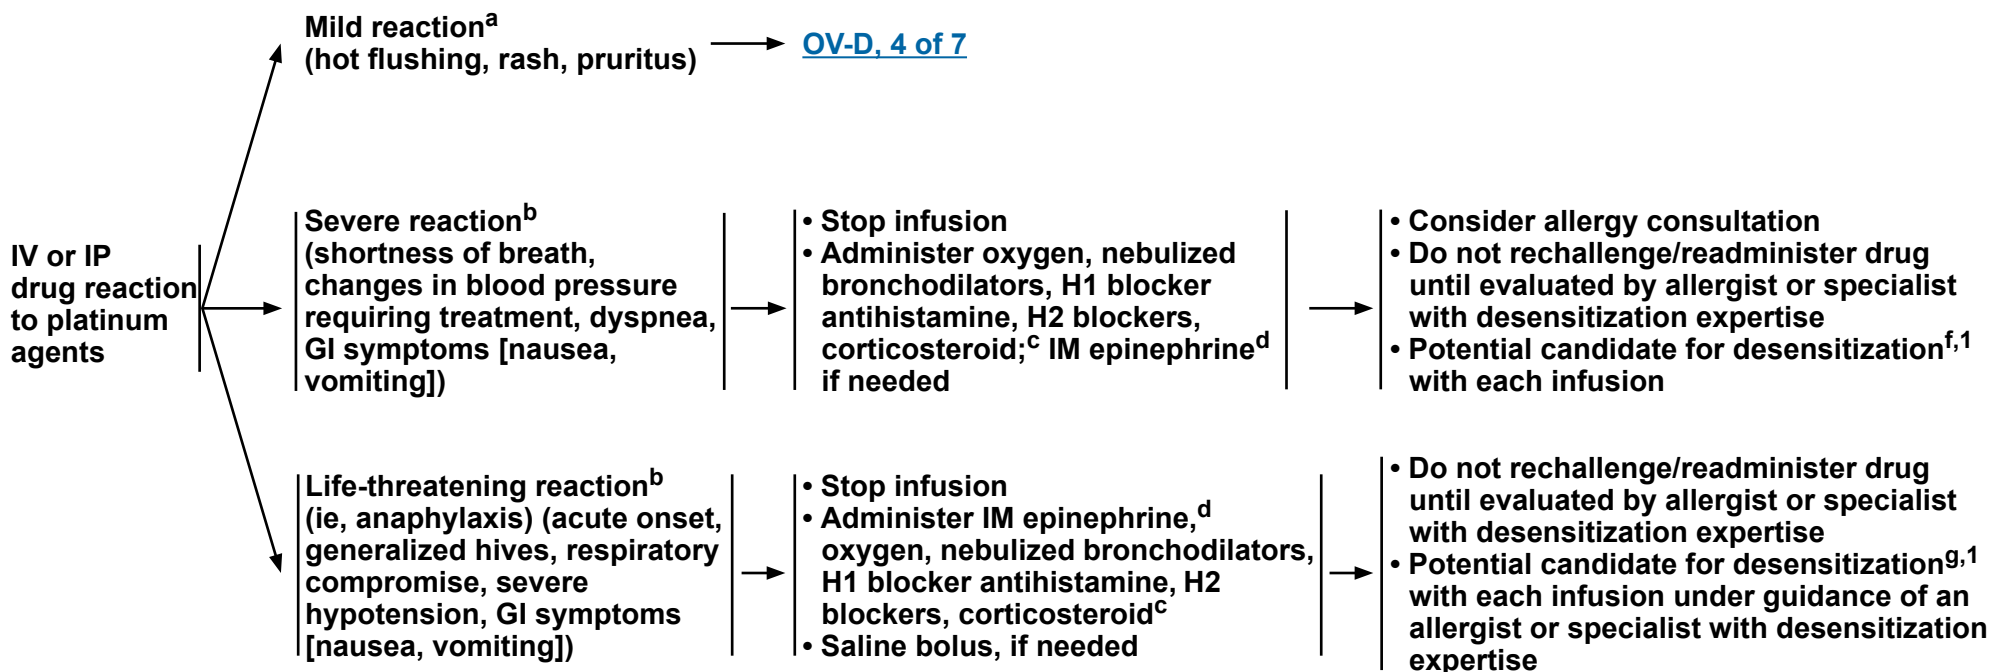 Mild reactionᵃ
(hot flushing, rash, pruritus)
OV-D, 4 of 7
IV or IP
drug reaction
to platinum
agents
Severe reactionᵇ
(shortness of breath,
changes in blood pressure
requiring treatment, dyspnea,
GI symptoms [nausea,
vomiting])
• Stop infusion
• Administer oxygen, nebulized
bronchodilators, H1 blocker
antihistamine, H2 blockers,
corticosteroid;ᶜ IM epinephrineᵈ
if needed
• Consider allergy consultation
• Do not rechallenge/readminister drug
until evaluated by allergist or specialist
with desensitization expertise
• Potential candidate for desensitizationᶠ,¹
with each infusion
Life-threatening reactionᵇ
(ie, anaphylaxis) (acute onset,
generalized hives, respiratory
compromise, severe
hypotension, GI symptoms
[nausea, vomiting])
• Stop infusion
• Administer IM epinephrine,ᵈ
oxygen, nebulized bronchodilators,
H1 blocker antihistamine, H2
blockers, corticosteroidᶜ
• Saline bolus, if needed
• Do not rechallenge/readminister drug
until evaluated by allergist or specialist
with desensitization expertise
• Potential candidate for desensitizationᵍ,¹
with each infusion under guidance of an
allergist or specialist with desensitization
expertise